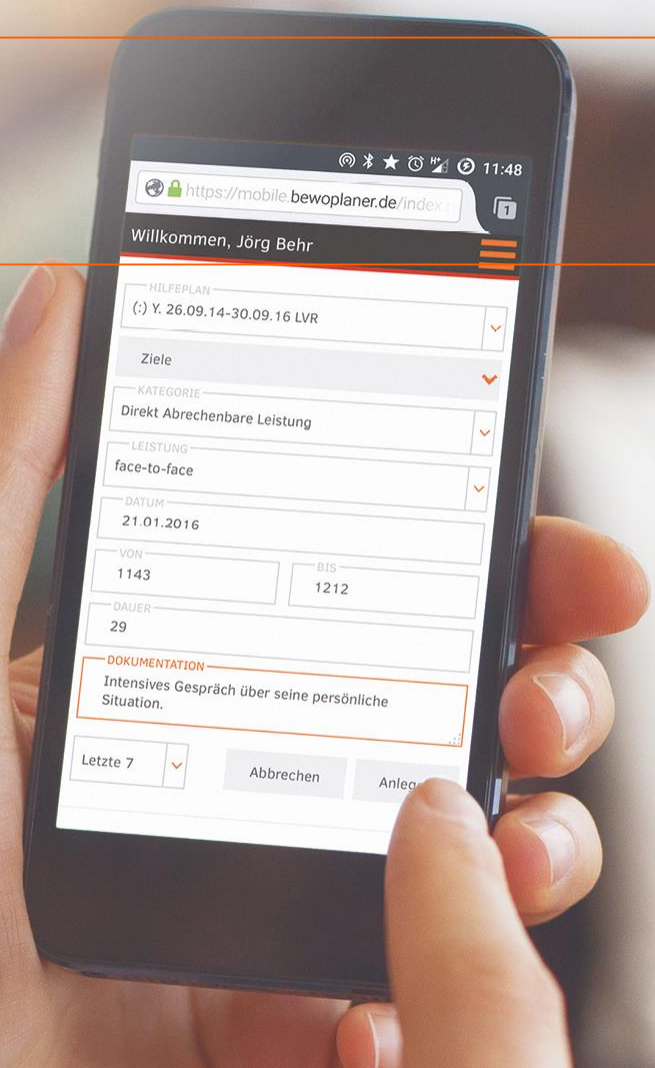 11:48
https://mobile.bewoplaner.de/index.
1
Willkommen, Jörg Behr
HILFEPLAN
(:) Y. 26.09.14-30.09.16 LVR
Ziele
KATEGORIE
Direkt Abrechenbare Leistung
LEISTUNG
face-to-face
DATUM
21.01.2016
VON
BIS
1143
1212
DAUER
29
DOKUMENTATION
Intensives Gespräch über seine persönliche
Situation.
Letzte 7
Abbrechen